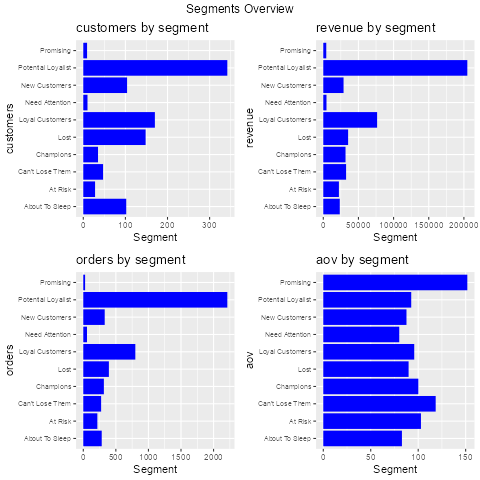 Segments Overview
customers by segment
customers
Promising
Potential Loyalist
New Customers
Need Attention
Loyal Customers
Lost
Champions
Can't Lose Them
At Risk
About To Sleep
0 100 200 300
Segment
revenue by segment
revenue
Promising
Potential Loyalist
New Customers
Need Attention
Loyal Customers
Lost
Champions
Can't Lose Them
At Risk
About To Sleep
0 50000 100000 150000 200000
Segment
orders by segment
orders
Promising
Potential Loyalist
New Customers
Need Attention
Loyal Customers
Lost
Champions
Can't Lose Them
At Risk
About To Sleep
0 500 1000 1500 2000
Segment
aov by segment
aov
Promising
Potential Loyalist
New Customers
Need Attention
Loyal Customers
Lost
Champions
Can't Lose Them
At Risk
About To Sleep
0 50 100 150
Segment